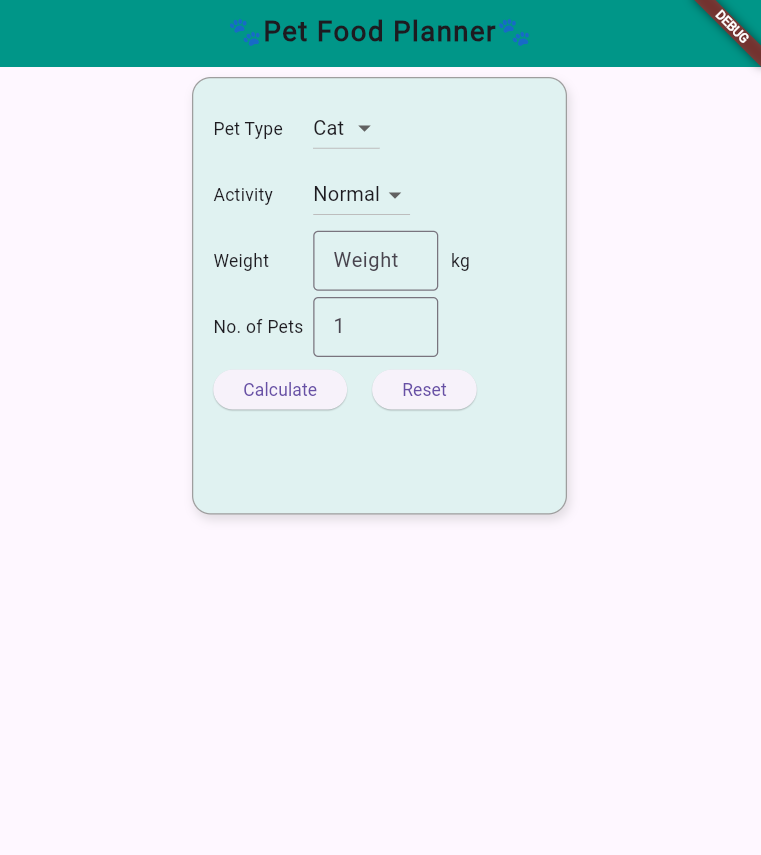 🐾Pet Food Planner🐾
DEBUG
Pet Type Cat
Activity Normal
Weight Weight kg
No. of Pets 1
Calculate Reset